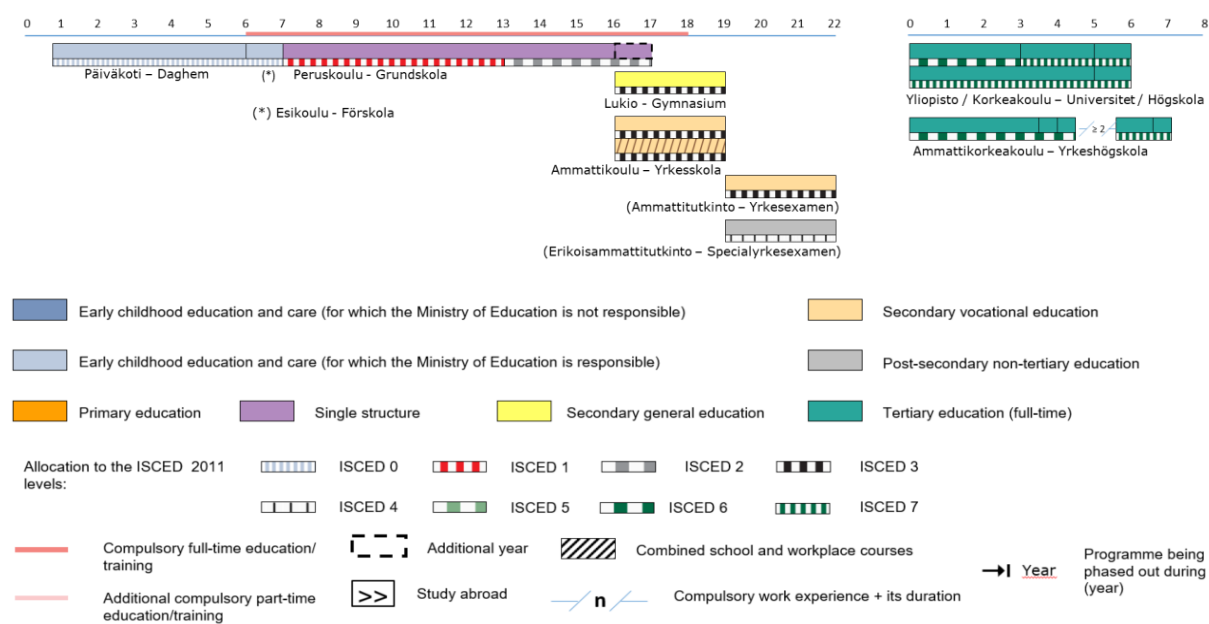 0 1 2 3 4 5 6 7 8 9 10 11 12 13 14 15 16 17 18 19 20 21 22
0 1 2 3 4 5 6 7 8
Päiväkoti – Daghem
(*)
Peruskoulu - Grundskola
(*) Esikoulu - Förskola
Lukio - Gymnasium
Ammattikoulu – Yrkesskola
(Ammattitutkinto – Yrkesexamen)
(Erikoisammattitutkinto – Specialyrkesexamen)
Yliopisto / Korkeakoulu – Universitet / Högskola
≥ 2
Ammattikorkeakoulu – Yrkeshögskola
Early childhood education and care (for which the Ministry of Education is not responsible)
Secondary vocational education
Early childhood education and care (for which the Ministry of Education is responsible)
Post-secondary non-tertiary education
Primary education
Single structure
Secondary general education
Tertiary education (full-time)
Allocation to the ISCED 2011
levels:
ISCED 0
ISCED 1
ISCED 2
ISCED 3
ISCED 4
ISCED 5
ISCED 6
ISCED 7
Compulsory full-time education/
training
Additional year
Combined school and workplace courses
Year
Programme being
phased out during
(year)
Additional compulsory part-time
education/training
>>
Study abroad
n
Compulsory work experience + its duration